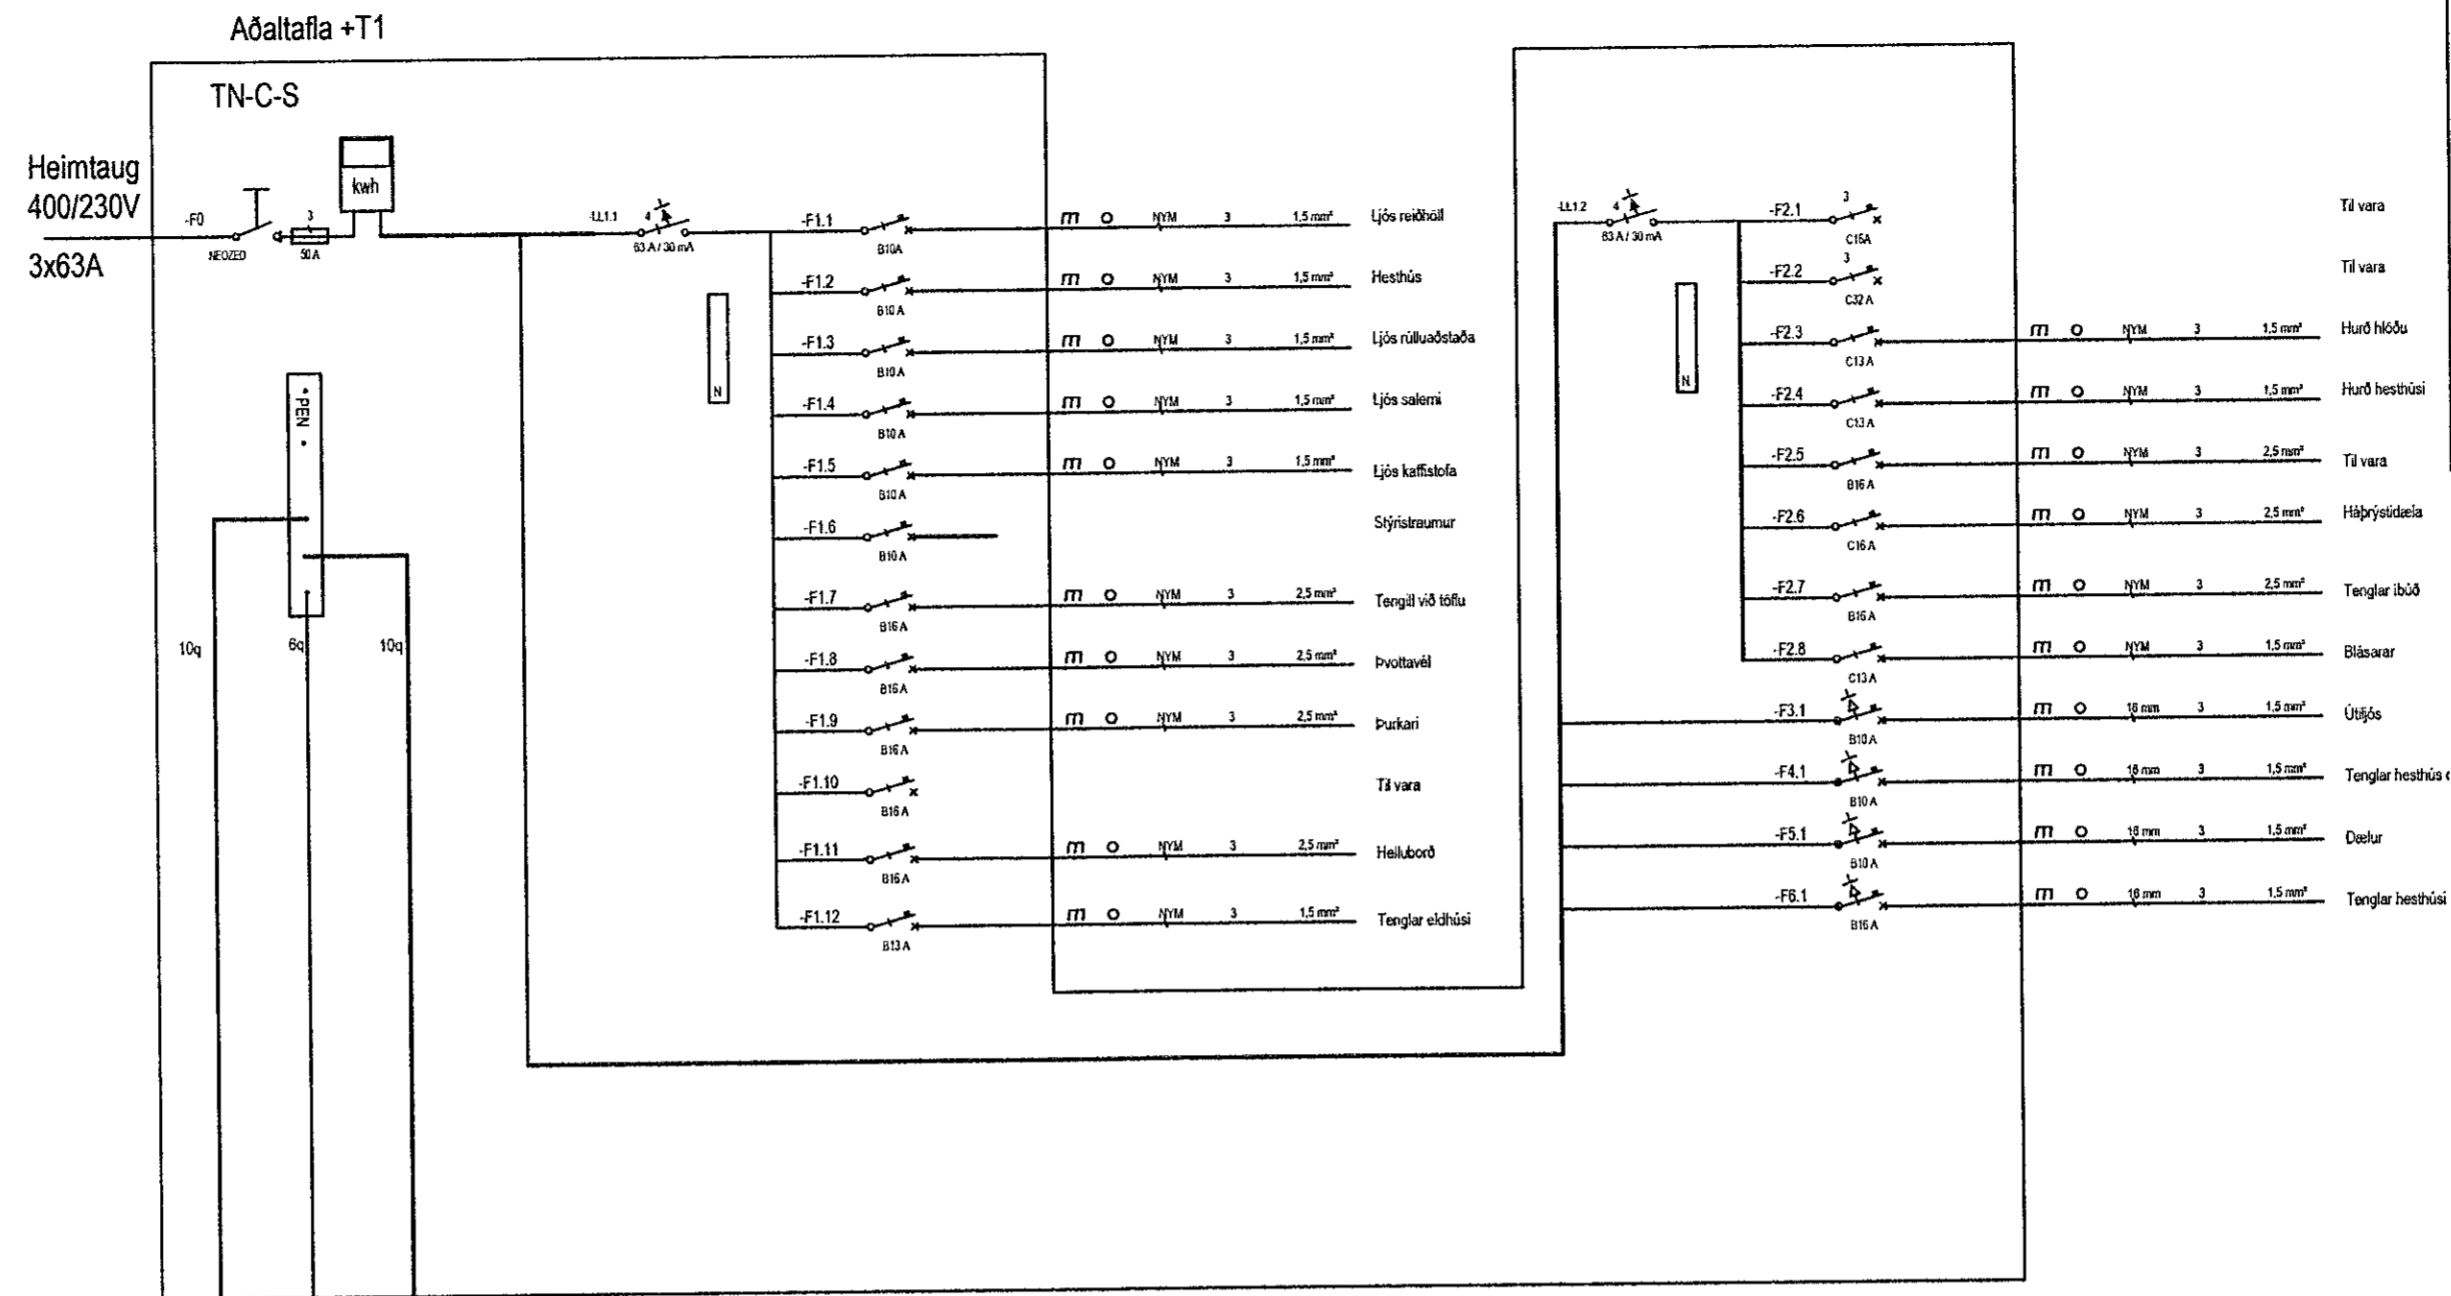 Aðaltafla +T1
TN-C-S
Heimtaug
400/230V
3x63A
-F0
NEOZED
3
50 A
kwh
-LL1.1
4
63 A / 30 mA
N
• PEN •
10q
6q
10q
-F1.1 B10A m O NYM 3 1,5 mm² Ljós reiðhöll
-F1.2 B10 A m O NYM 3 1,5 mm² Hesthús
-F1.3 B10 A m O NYM 3 1,5 mm² Ljós rúlluaðstaða
-F1.4 B10 A m O NYM 3 1,5 mm² Ljós salerni
-F1.5 B10 A m O NYM 3 1,5 mm² Ljós kaffistofa
-F1.6 B10 A Stýristraumur
-F1.7 B16 A m O NYM 3 2,5 mm² Tengill við töflu
-F1.8 B16 A m O NYM 3 2,5 mm² Þvottavél
-F1.9 B16 A m O NYM 3 2,5 mm² Þurkari
-F1.10 B16 A Til vara
-F1.11 B16 A m O NYM 3 2,5 mm² Helluborð
-F1.12 B13 A m O NYM 3 1,5 mm² Tenglar eldhúsi
-LL1.2
4
63 A / 30 mA
N
-F2.1 3 C16A Til vara
-F2.2 3 C32 A Til vara
-F2.3 C13 A m O NYM 3 1,5 mm² Hurð hlöðu
-F2.4 C13 A m O NYM 3 1,5 mm² Hurð hesthúsi
-F2.5 B16 A m O NYM 3 2,5 mm² Til vara
-F2.6 C16 A m O NYM 3 2,5 mm² Háþrýstidæla
-F2.7 B16 A m O NYM 3 2,5 mm² Tenglar ibúð
-F2.8 C13 A m O NYM 3 1,5 mm² Blásarar
-F3.1 B10 A m O 16 mm 3 1,5 mm² Útiljós
-F4.1 B10 A m O 16 mm 3 1,5 mm² Tenglar hesthús
-F5.1 B10 A m O 16 mm 3 1,5 mm² Dælur
-F6.1 B16 A m O 16 mm 3 1,5 mm² Tenglar hesthúsi